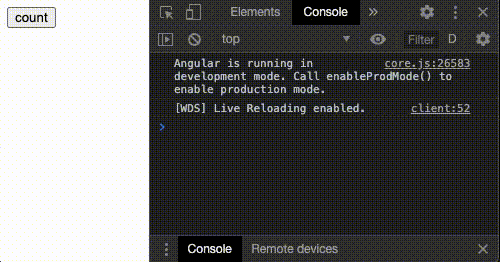 count
Elements Console »
top Filter D
Angular is running in core.js:26583
development mode. Call enableProdMode() to
enable production mode.
[WDS] Live Reloading enabled. client:52
>
Console Remote devices